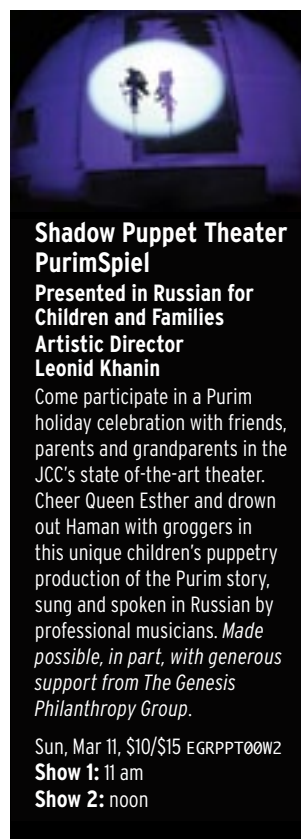 Shadow Puppet Theater
PurimSpiel
Presented in Russian for
Children and Families
Artistic Director
Leonid Khanin
Come participate in a Purim
holiday celebration with friends,
parents and grandparents in the
JCC's state of-the-art theater.
Cheer Queen Esther and drown
out Haman with groggers in
this unique children's puppetry
production of the Purim story,
sung and spoken in Russian by
professional musicians. Made
possible, in part, with generous
support from The Genesis
Philanthropy Group.
Sun, Mar 11, $10/$15 EGRPPT00W2
Show 1: 11 am
Show 2: noon